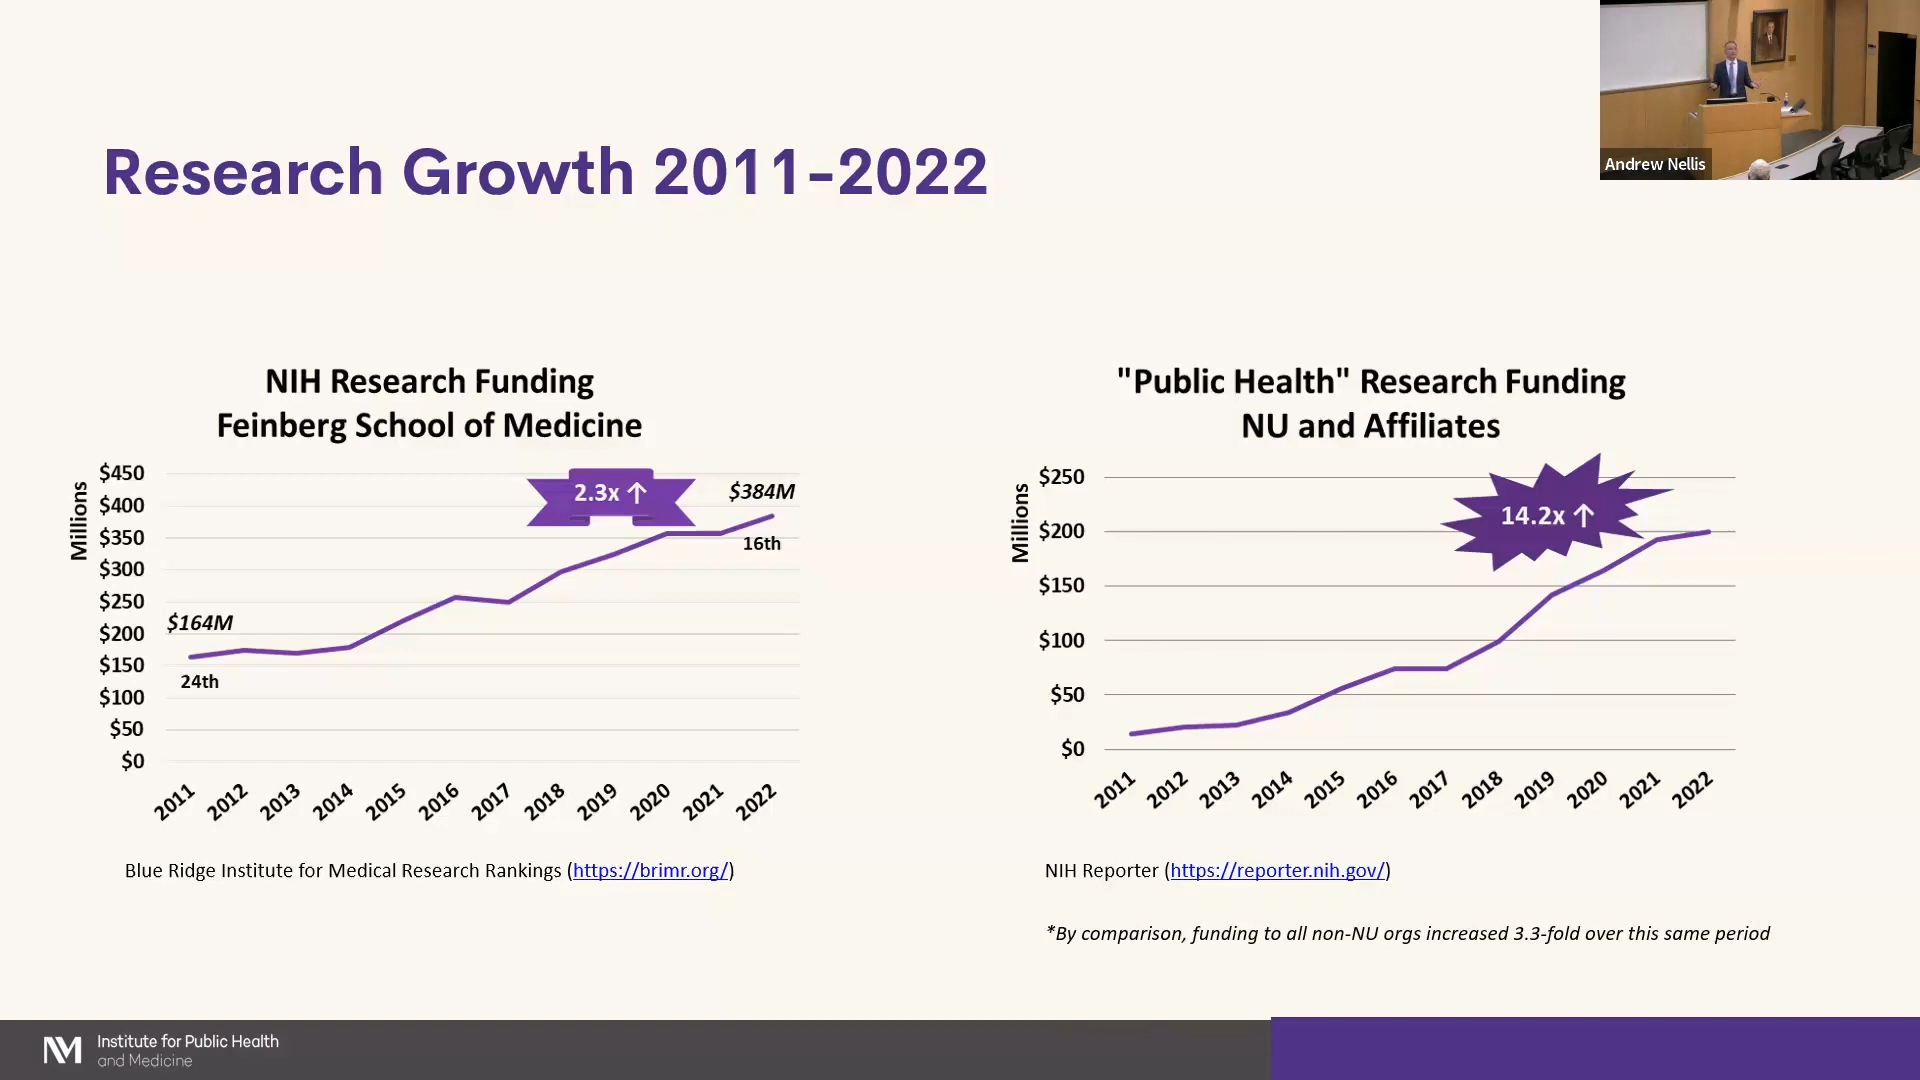 Andrew Nellis
Research Growth 2011-2022
NIH Research Funding
Feinberg School of Medicine
Millions
$450
$400
$350
$300
$250
$200
$150
$100
$50
$0
2.3x ↑
$384M
16th
$164M
24th
2011 2012 2013 2014 2015 2016 2017 2018 2019 2020 2021 2022
Blue Ridge Institute for Medical Research Rankings (https://brimr.org/)
"Public Health" Research Funding
NU and Affiliates
Millions
$250
$200
$150
$100
$50
$0
14.2x ↑
2011 2012 2013 2014 2015 2016 2017 2018 2019 2020 2021 2022
NIH Reporter (https://reporter.nih.gov/)
*By comparison, funding to all non-NU orgs increased 3.3-fold over this same period
NM
Institute for Public Health
and Medicine